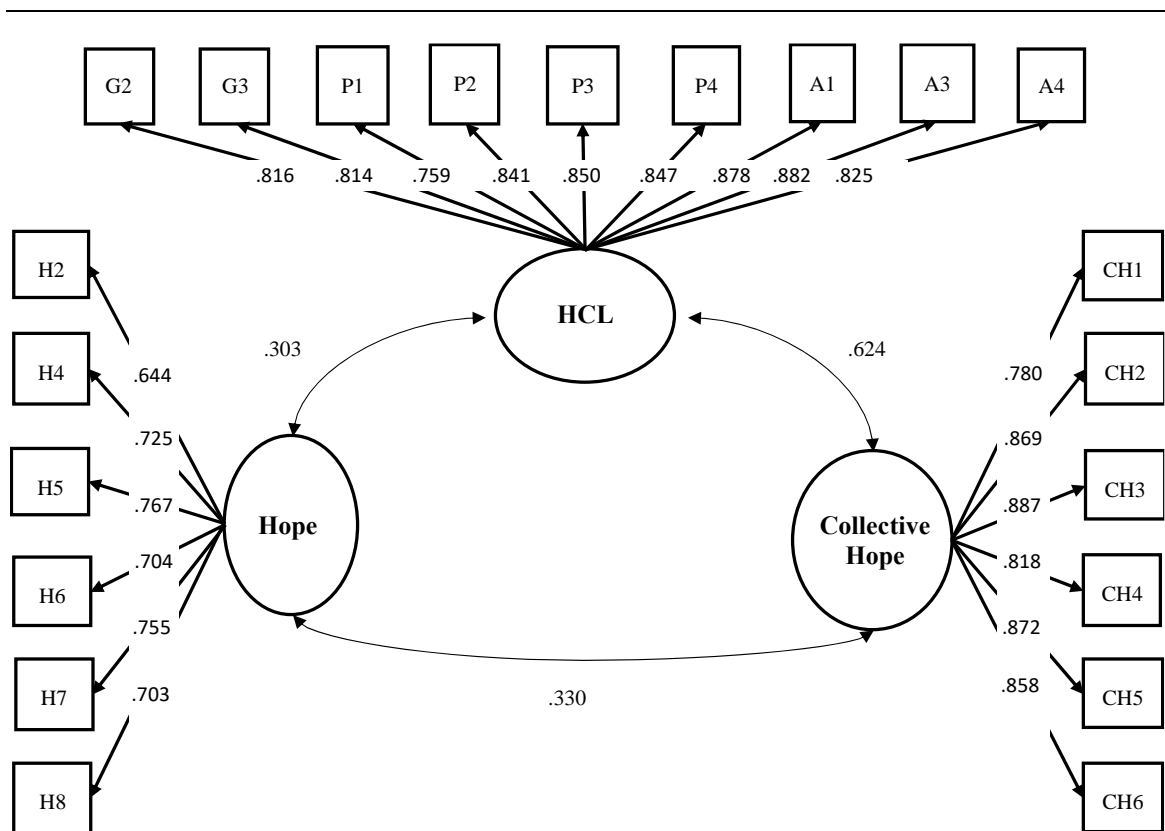 G2 G3 P1 P2 P3 P4 A1 A3 A4
.816 .814 .759 .841 .850 .847 .878 .882 .825
H2
H4
H5
H6
H7
H8
.644
.725
.767
.704
.755
.703
Hope
.303
HCL
.624
.330
Collective
Hope
.780
.869
.887
.818
.872
.858
CH1
CH2
CH3
CH4
CH5
CH6